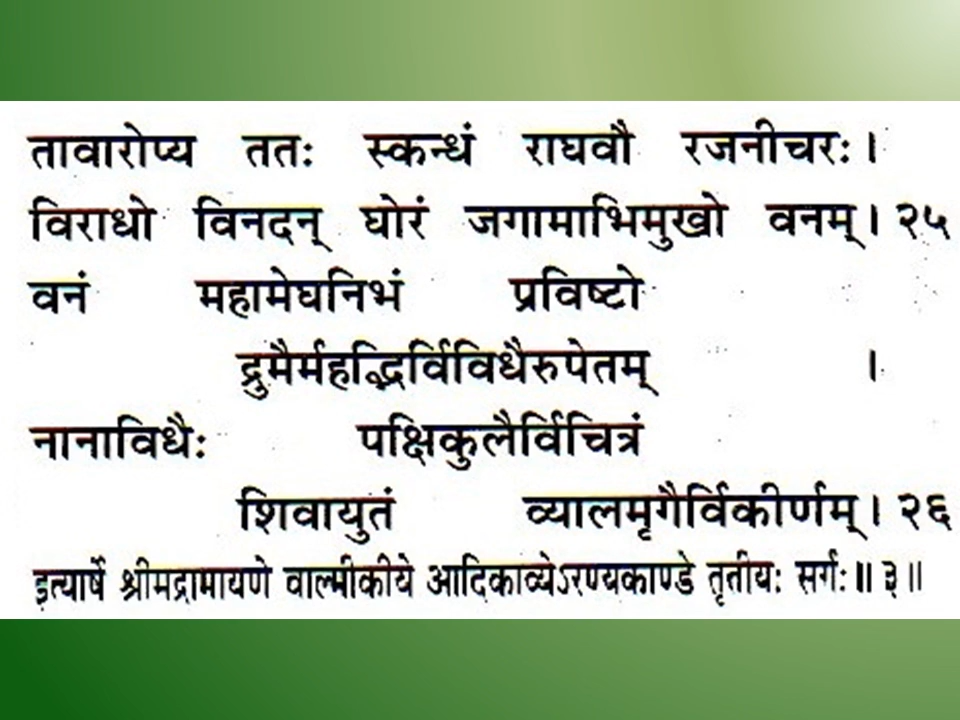 तावारोप्य ततः स्कन्धं राघवौ रजनीचरः।
विराधो विनदन् घोरं जगामाभिमुखो वनम्। २५
वनं महामेघनिभं प्रविष्टो
द्रुमैर्महद्भिर्विविधैरुपेतम् ।
नानाविधैः पक्षिकुलैर्विचित्रं
शिवायुतं व्यालमृगैर्विकीर्णम्। २६
इत्यार्षे श्रीमद्रामायणे वाल्मीकीये आदिकाव्येऽरण्यकाण्डे तृतीयः सर्गः॥ ३॥